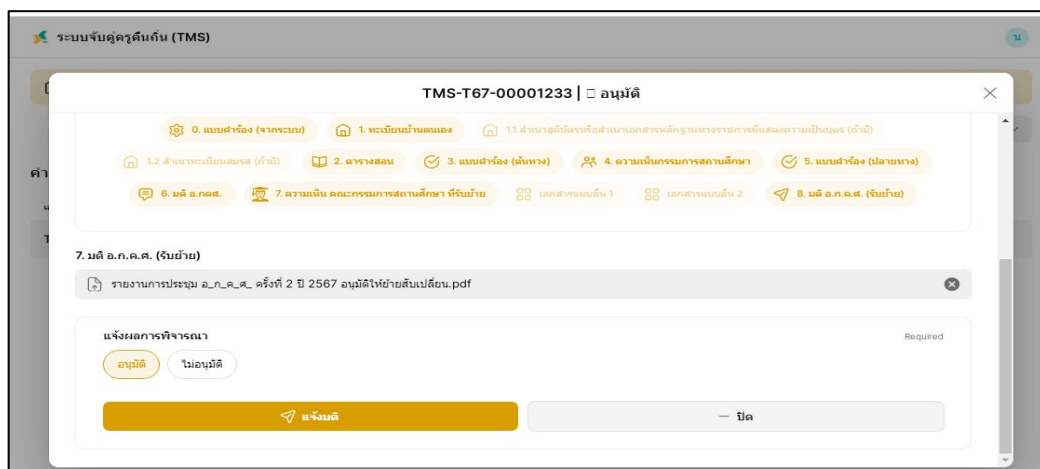 ระบบจับคู่ครูคืนถิ่น (TMS)
น
TMS-T67-00001233 | อนุมัติ
0. แบบคำร้อง (จากระบบ) 1. ทะเบียนบ้านตนเอง 1.1 สำเนาสูติบัตรหรือสำเนาเอกสารหลักฐานทางราชการที่แสดงความเป็นบุตร (ถ้ามี)
1.2 สำเนาทะเบียนสมรส (ถ้ามี) 2. ตารางสอน 3. แบบคำร้อง (ต้นทาง) 4. ความเห็นกรรมการสถานศึกษา 5. แบบคำร้อง (ปลายทาง)
คำ
6. มติ อ.กคศ. 7. ความเห็น คณะกรรมการสถานศึกษา ที่รับย้าย เอกสารแนบอื่น 1 เอกสารแนบอื่น 2 8. มติ อ.ก.ค.ศ. (รับย้าย)
7. มติ อ.ก.ค.ศ. (รับย้าย)
รายงานการประชุม อ_ก_ค_ศ_ ครั้งที่ 2 ปี 2567 อนุมัติให้ย้ายสับเปลี่ยน.pdf
แจ้งผลการพิจารณา Required
อนุมัติ ไม่อนุมัติ
แจ้งมติ ปิด